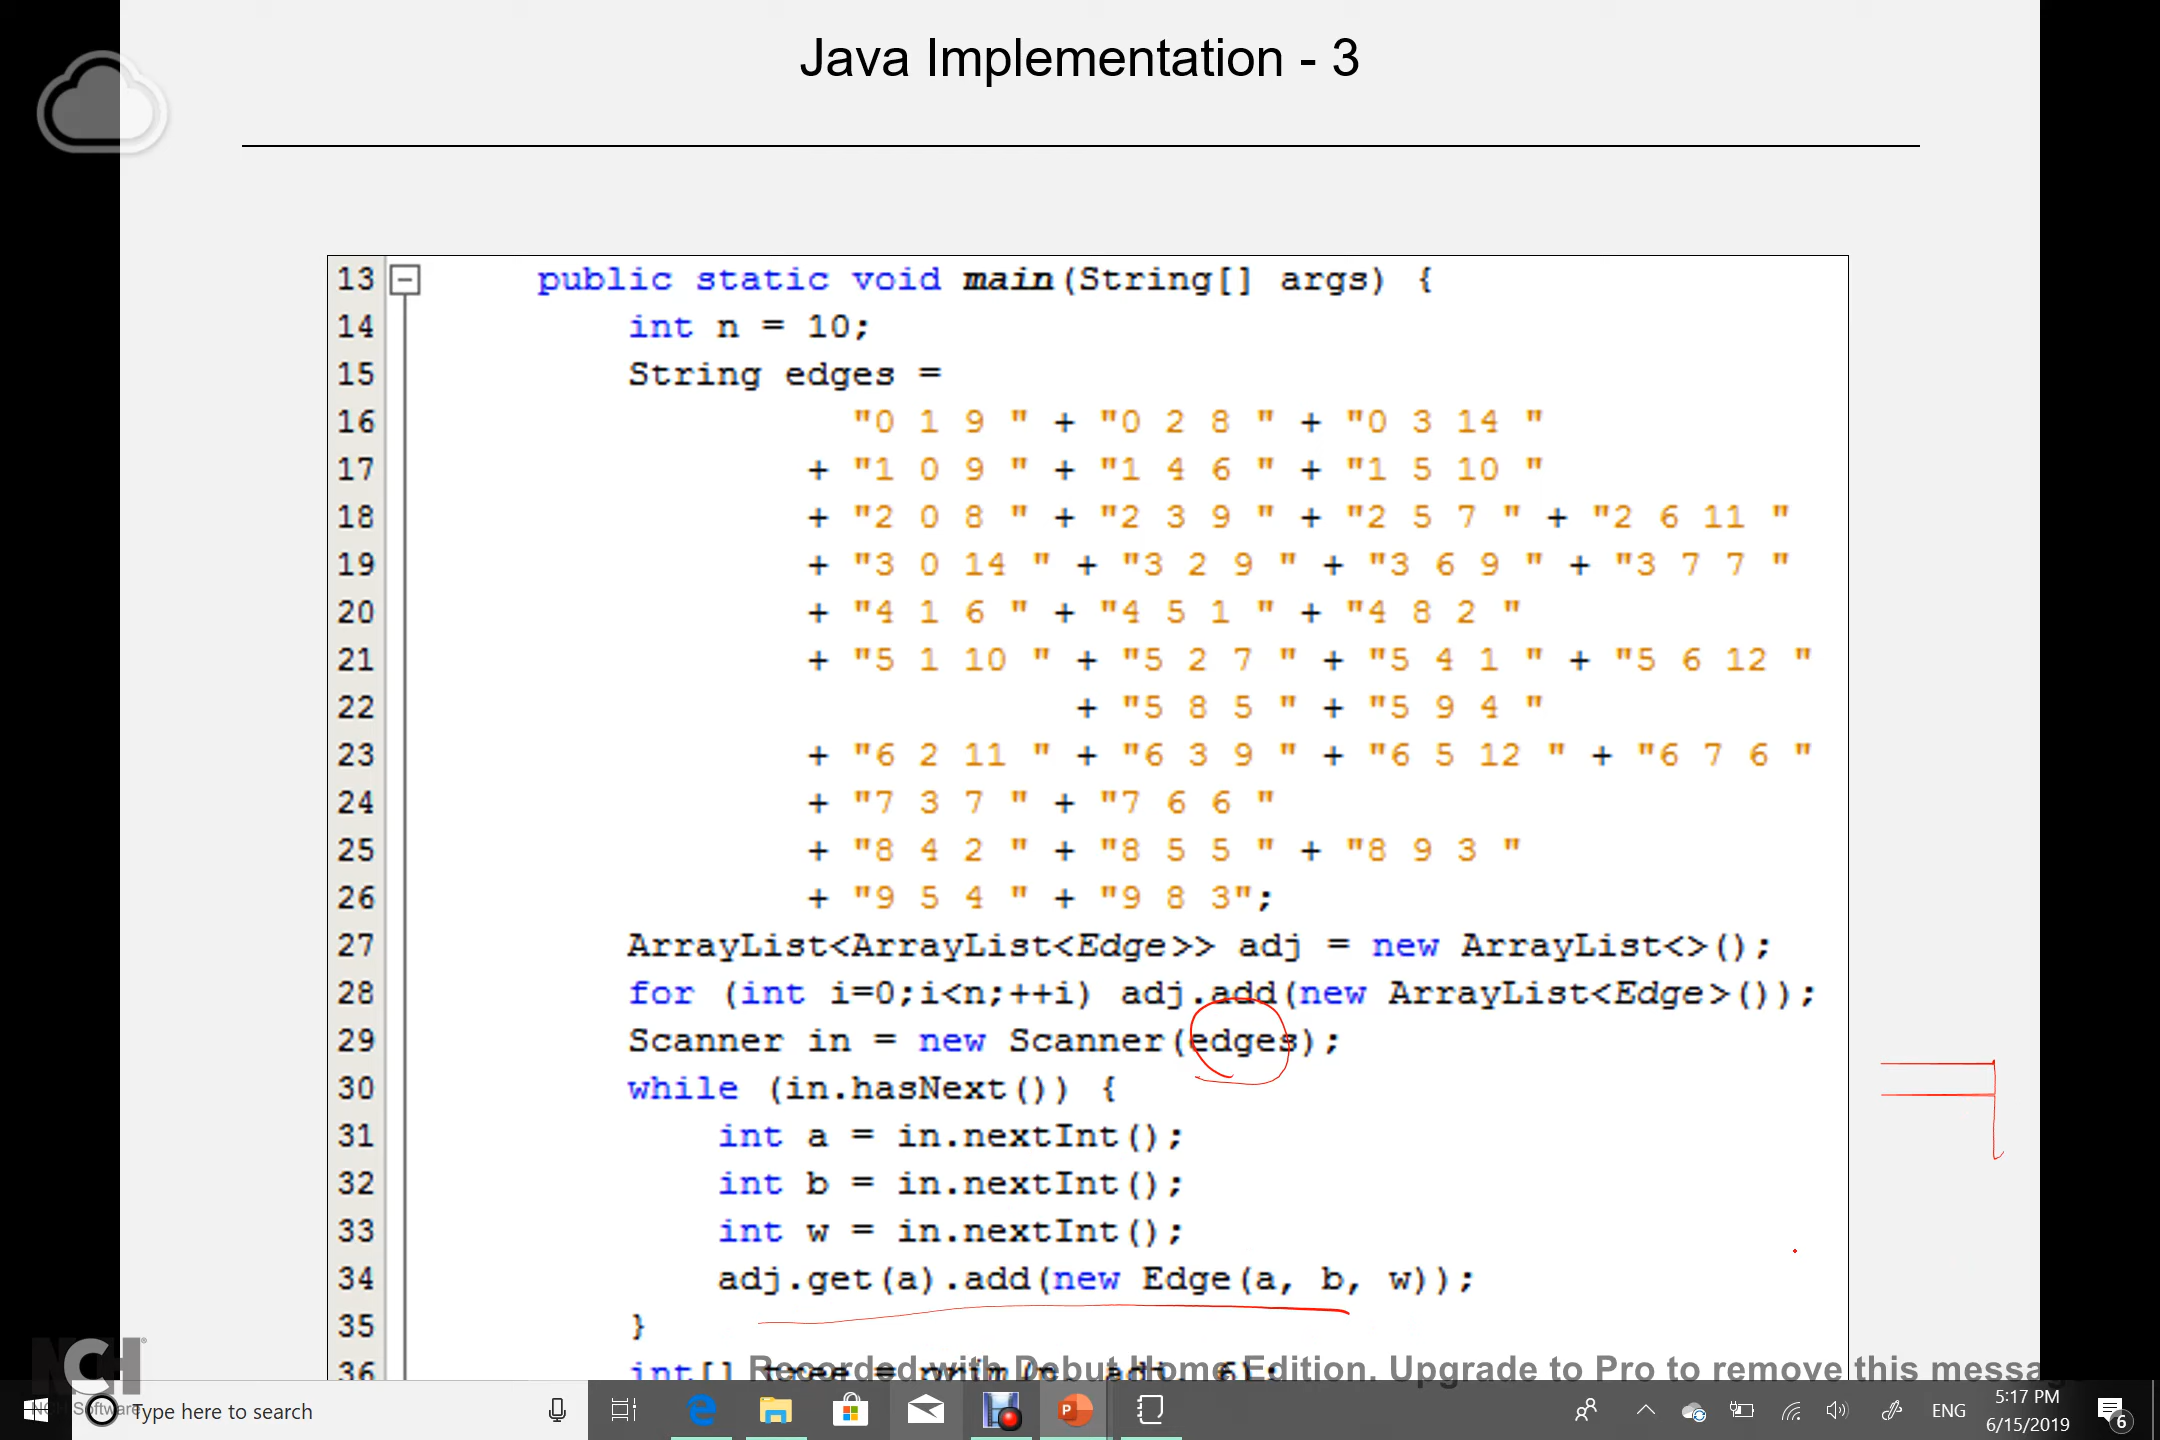 Java Implementation - 3
13 public static void main(String[] args) {
14 int n = 10;
15 String edges =
16 "0 1 9 " + "0 2 8 " + "0 3 14 "
17 + "1 0 9 " + "1 4 6 " + "1 5 10 "
18 + "2 0 8 " + "2 3 9 " + "2 5 7 " + "2 6 11 "
19 + "3 0 14 " + "3 2 9 " + "3 6 9 " + "3 7 7 "
20 + "4 1 6 " + "4 5 1 " + "4 8 2 "
21 + "5 1 10 " + "5 2 7 " + "5 4 1 " + "5 6 12 "
22 + "5 8 5 " + "5 9 4 "
23 + "6 2 11 " + "6 3 9 " + "6 5 12 " + "6 7 6 "
24 + "7 3 7 " + "7 6 6 "
25 + "8 4 2 " + "8 5 5 " + "8 9 3 "
26 + "9 5 4 " + "9 8 3";
27 ArrayList<ArrayList<Edge>> adj = new ArrayList<>();
28 for (int i=0;i<n;++i) adj.add(new ArrayList<Edge>());
29 Scanner in = new Scanner(edges);
30 while (in.hasNext()) {
31 int a = in.nextInt();
32 int b = in.nextInt();
33 int w = in.nextInt();
34 adj.get(a).add(new Edge(a, b, w));
35 }
36 int[] tree = prim(n, adj, 6);
Recorded with Debut Home Edition. Upgrade to Pro to remove this messa
NCH
NCH Software
Type here to search
ENG
5:17 PM
6/15/2019
6